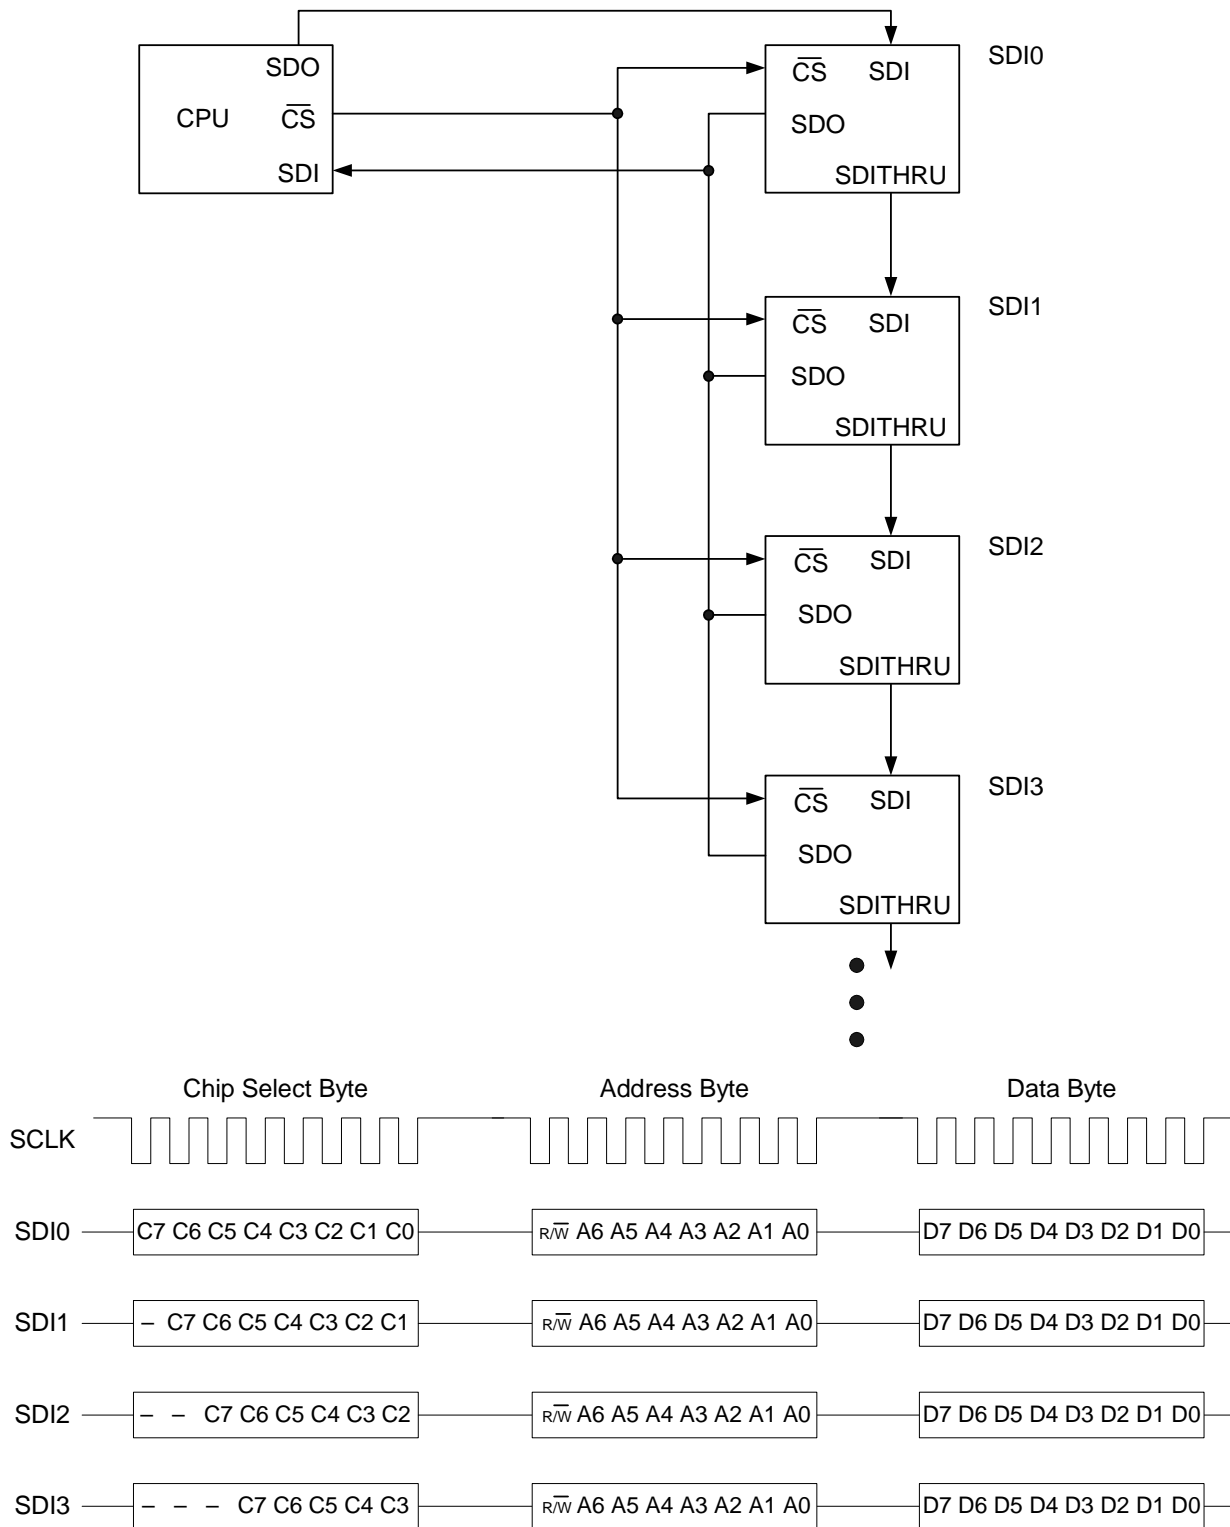 SDO
CPU
CS
SDI
CS SDI
SDO
SDITHRU
SDI0
CS SDI
SDO
SDITHRU
SDI1
CS SDI
SDO
SDITHRU
SDI2
CS SDI
SDO
SDITHRU
SDI3
Chip Select Byte Address Byte Data Byte
SCLK
SDI0 C7 C6 C5 C4 C3 C2 C1 C0 R/W A6 A5 A4 A3 A2 A1 A0 D7 D6 D5 D4 D3 D2 D1 D0
SDI1 – C7 C6 C5 C4 C3 C2 C1 R/W A6 A5 A4 A3 A2 A1 A0 D7 D6 D5 D4 D3 D2 D1 D0
SDI2 – – C7 C6 C5 C4 C3 C2 R/W A6 A5 A4 A3 A2 A1 A0 D7 D6 D5 D4 D3 D2 D1 D0
SDI3 – – – C7 C6 C5 C4 C3 R/W A6 A5 A4 A3 A2 A1 A0 D7 D6 D5 D4 D3 D2 D1 D0